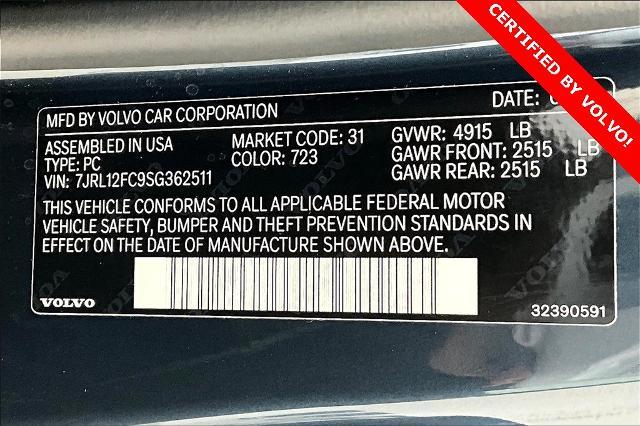 CERTIFIED BY VOLVO!
MFD BY VOLVO CAR CORPORATION DATE:
ASSEMBLED IN USA MARKET CODE: 31 GVWR: 4915 LB
TYPE: PC COLOR: 723 GAWR FRONT: 2515 LB
VIN: 7JRL12FC9SG362511 GAWR REAR: 2515 LB
THIS VEHICLE CONFORMS TO ALL APPLICABLE FEDERAL MOTOR
VEHICLE SAFETY, BUMPER AND THEFT PREVENTION STANDARDS IN
EFFECT ON THE DATE OF MANUFACTURE SHOWN ABOVE.
VOLVO 32390591